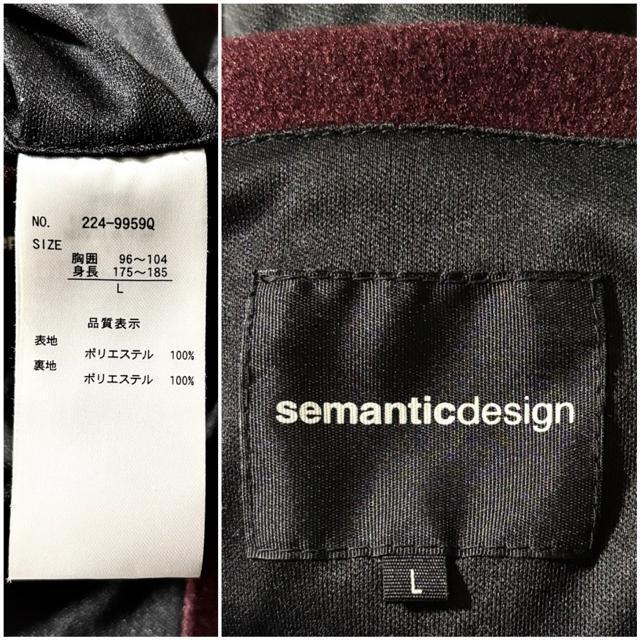 NO. 224-9959Q
SIZE
胸囲 96～104
身長 175～185
L
品質表示
表地
ポリエステル 100%
裏地
ポリエステル 100%
semanticdesign
L